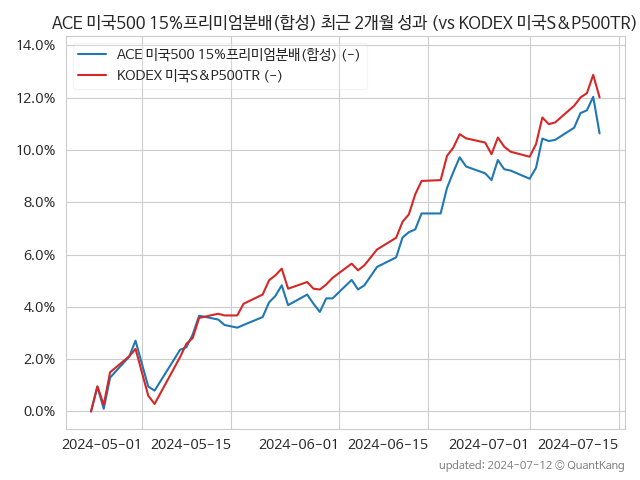 ACE 미국500 15%프리미엄분배(합성) 최근 2개월 성과 (vs KODEX 미국S&P500TR)
14.0%
12.0%
10.0%
8.0%
6.0%
4.0%
2.0%
0.0%
ACE 미국500 15%프리미엄분배(합성) (-)
KODEX 미국S&P500TR (-)
2024-05-01 2024-05-15 2024-06-01 2024-06-15 2024-07-01 2024-07-15
updated: 2024-07-12 © QuantKang